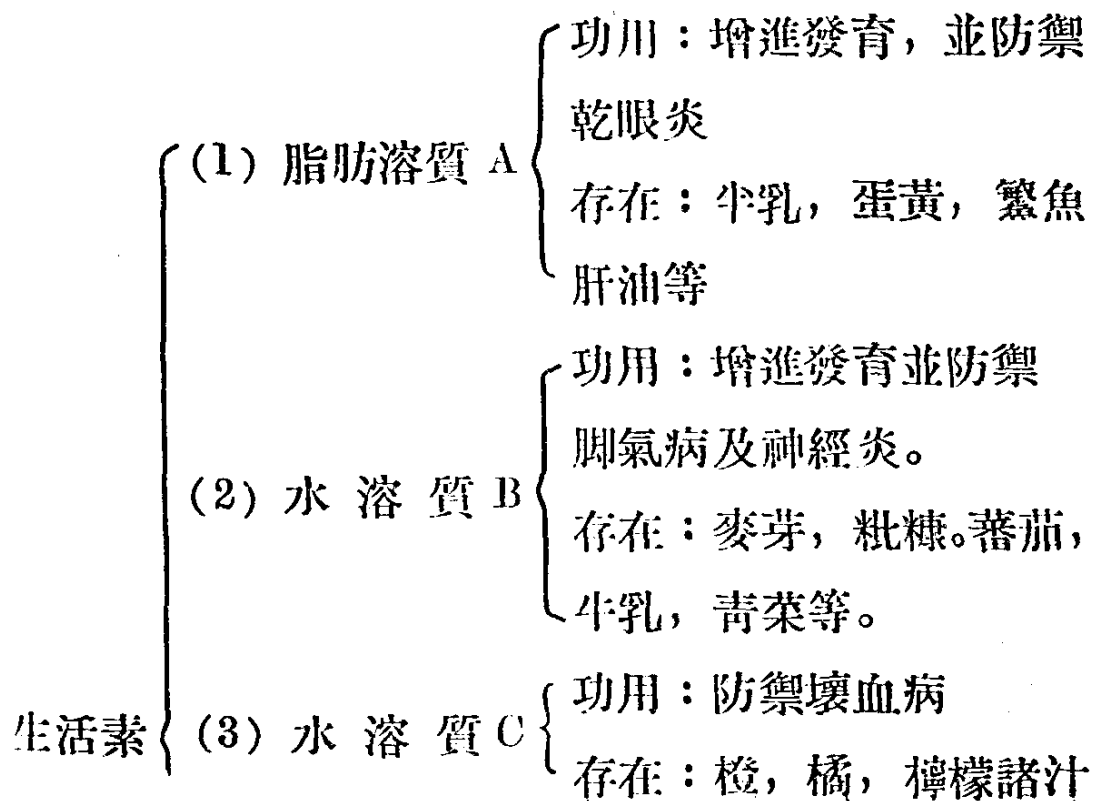 功用：增進發育，並防禦
乾眼炎
(1) 脂肪溶質 A
存在：牛乳，蛋黃，鱉魚
肝油等
功用：增進發育並防禦
脚氣病及神經炎。
(2) 水溶質 B
存在：麥芽，粃糠。蕃茄，
牛乳，靑菜等。
功用：防禦壞血病
生活素 (3) 水溶質 C
存在：橙，橘，檸檬諸汁